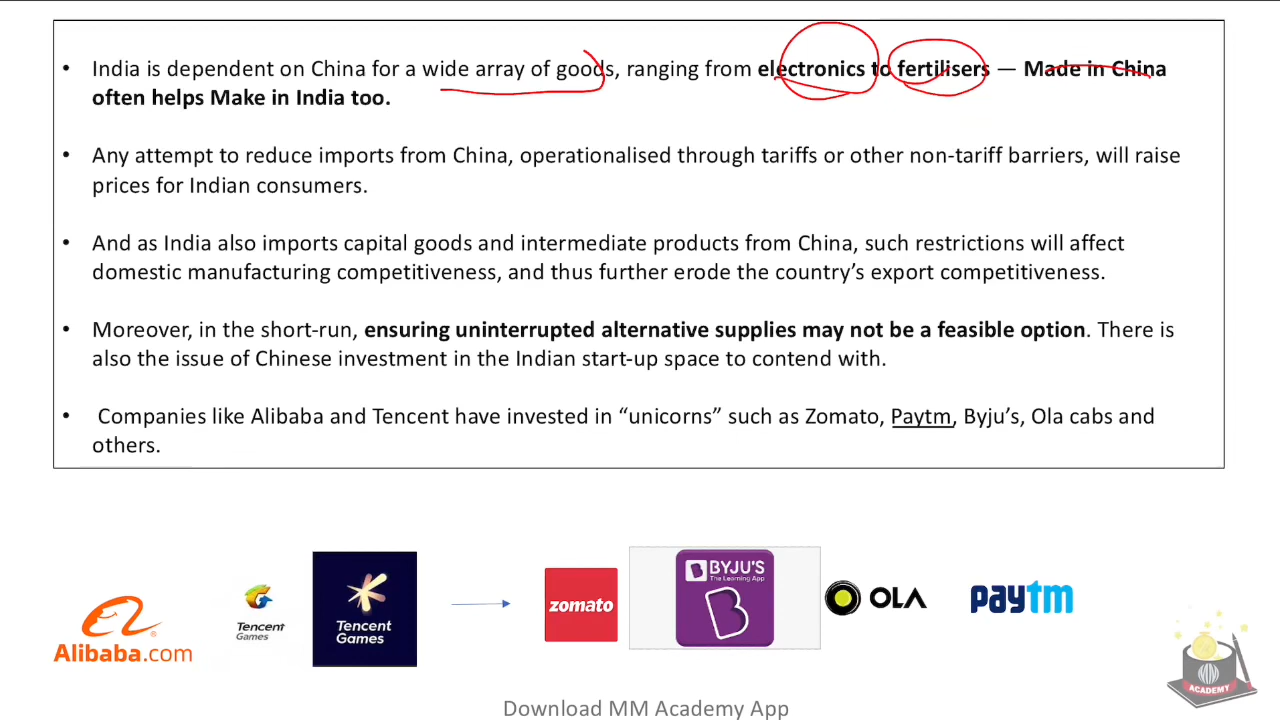 • India is dependent on China for a wide array of goods, ranging from electronics to fertilisers — Made in China
often helps Make in India too.
• Any attempt to reduce imports from China, operationalised through tariffs or other non-tariff barriers, will raise
prices for Indian consumers.
• And as India also imports capital goods and intermediate products from China, such restrictions will affect
domestic manufacturing competitiveness, and thus further erode the country’s export competitiveness.
• Moreover, in the short-run, ensuring uninterrupted alternative supplies may not be a feasible option. There is
also the issue of Chinese investment in the Indian start-up space to contend with.
• Companies like Alibaba and Tencent have invested in “unicorns” such as Zomato, Paytm, Byju’s, Ola cabs and
others.
Alibaba.com
Tencent
Games
Tencent
Games
zomato
BYJU'S
The Learning App
OLA
paytm
ACADEMY
Download MM Academy App